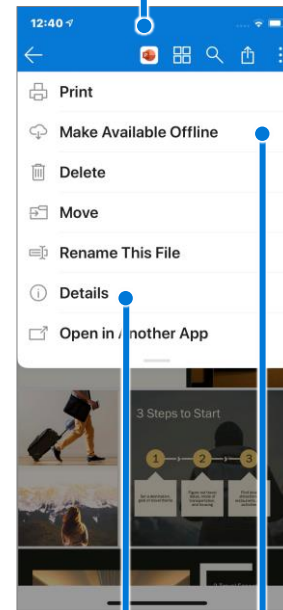 12:40
Print
Make Available Offline
Delete
Move
Rename This File
Details
Open in Another App
3 Steps to Start
1
2
3